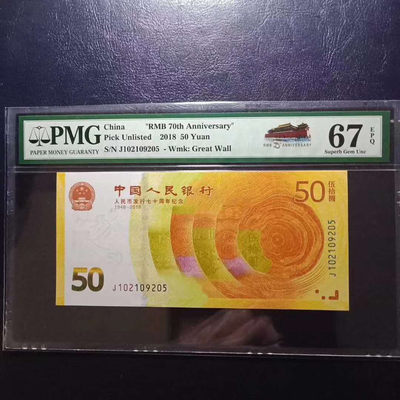 PMG
PAPER MONEY GUARANTY
China "RMB 70th Anniversary"
Pick Unlisted 2018 50 Yuan
S/N J102109205 - Wmk: Great Wall
67 EPQ
Superb Gem Unc
中国人民银行
人民币发行七十周年纪念
1948-2018
50
伍拾圆
50
J102109205
J102109205